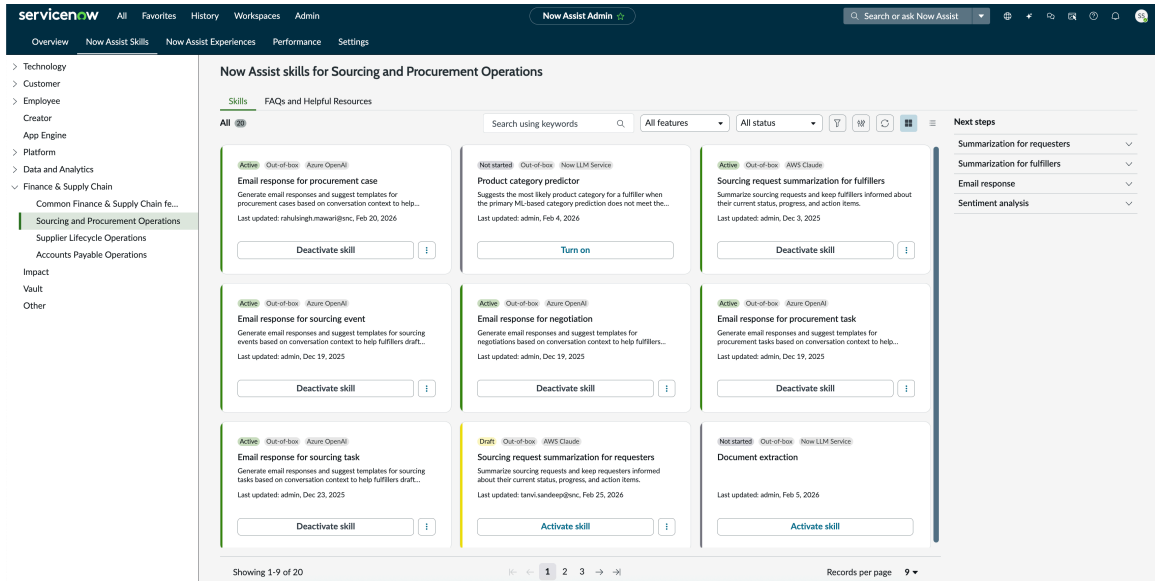 servicenow All Favorites History Workspaces Admin Now Assist Admin Search or ask Now Assist SS
Overview Now Assist Skills Now Assist Experiences Performance Settings
Technology
Customer
Employee
Creator
App Engine
Platform
Data and Analytics
Finance & Supply Chain
Common Finance & Supply Chain fe...
Sourcing and Procurement Operations
Supplier Lifecycle Operations
Accounts Payable Operations
Impact
Vault
Other
Now Assist skills for Sourcing and Procurement Operations
Skills FAQs and Helpful Resources
All 20 Search using keywords All features All status
Active Out-of-box Azure OpenAI
Email response for procurement case
Generate email responses and suggest templates for
procurement cases based on conversation context to help...
Last updated: rahulsingh.mawari@snc, Feb 20, 2026
Deactivate skill
Not started Out-of-box Now LLM Service
Product category predictor
Suggests the most likely product category for a fulfiller when
the primary ML-based category prediction does not meet the...
Last updated: admin, Feb 4, 2026
Turn on
Active Out-of-box AWS Claude
Sourcing request summarization for fulfillers
Summarize sourcing requests and keep fulfillers informed about
their current status, progress, and action items.
Last updated: admin, Dec 3, 2025
Deactivate skill
Active Out-of-box Azure OpenAI
Email response for sourcing event
Generate email responses and suggest templates for sourcing
events based on conversation context to help fulfillers draft...
Last updated: admin, Dec 19, 2025
Deactivate skill
Active Out-of-box Azure OpenAI
Email response for negotiation
Generate email responses and suggest templates for
negotiations based on conversation context to help fulfillers...
Last updated: admin, Dec 19, 2025
Deactivate skill
Active Out-of-box Azure OpenAI
Email response for procurement task
Generate email responses and suggest templates for
procurement tasks based on conversation context to help...
Last updated: admin, Dec 19, 2025
Deactivate skill
Active Out-of-box Azure OpenAI
Email response for sourcing task
Generate email responses and suggest templates for sourcing
tasks based on conversation context to help fulfillers draft...
Last updated: admin, Dec 23, 2025
Deactivate skill
Draft Out-of-box AWS Claude
Sourcing request summarization for requesters
Summarize sourcing requests and keep requesters informed
about their current status, progress, and action items.
Last updated: tanvi.sandeep@snc, Feb 25, 2026
Activate skill
Not started Out-of-box Now LLM Service
Document extraction
Last updated: admin, Feb 5, 2026
Activate skill
Showing 1-9 of 20 1 2 3 Records per page 9
Next steps
Summarization for requesters
Summarization for fulfillers
Email response
Sentiment analysis